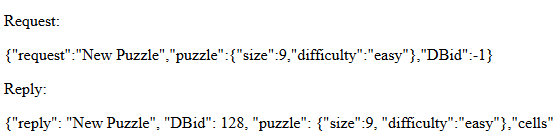 Request:
{"request":"New Puzzle","puzzle":{"size":9,"difficulty":"easy"},"DBid":-1}
Reply:
{"reply": "New Puzzle", "DBid": 128, "puzzle": {"size":9, "difficulty":"easy"},"cells"